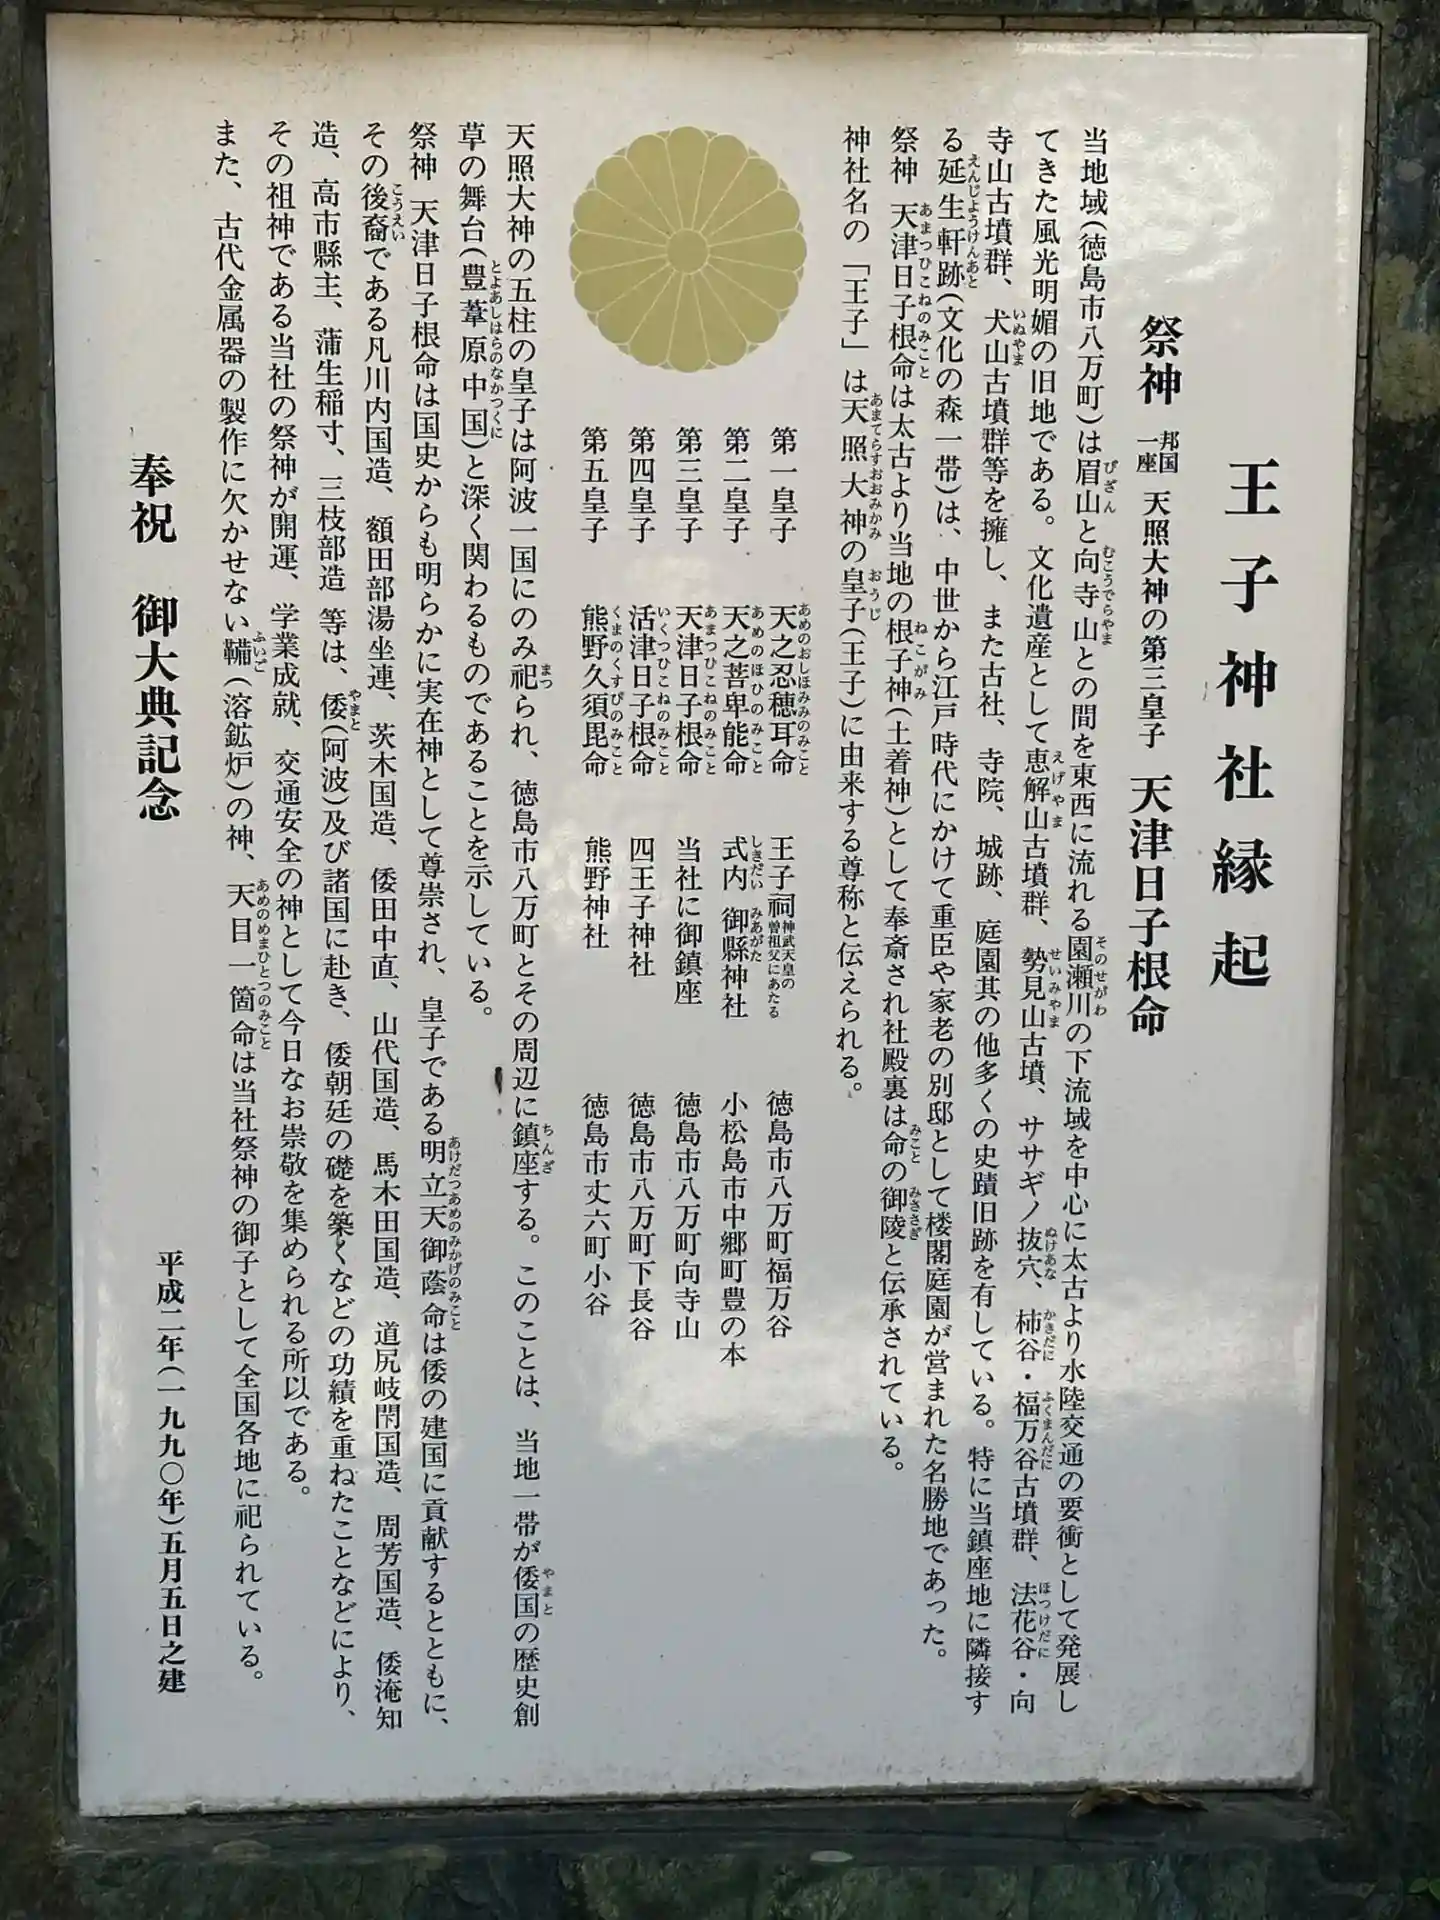 王子神社縁起
祭神 邦国一座 天照大神の第三皇子 天津日子根命
当地域(徳島市八万町)は眉山と向寺山との間を東西に流れる園瀬川の下流域を中心に太古より水陸交通の要衝として発展し
てきた風光明媚の旧地である。文化遺産として恵解山古墳群、勢見山古墳、ササギノ抜穴、柿谷・福万谷古墳群、法花谷・向
寺山古墳群、犬山古墳群等を擁し、また古社、寺院、城跡、庭園其の他多くの史蹟旧跡を有している。特に当鎮座地に隣接す
る延生軒跡(文化の森一帯)は、中世から江戸時代にかけて重臣や家老の別邸として楼閣庭園が営まれた名勝地であった。
祭神 天津日子根命は太古より当地の根子神(土着神)として奉斎され社殿裏は命の御陵と伝承されている。
神社名の「王子」は天照大神の皇子(王子)に由来する尊称と伝えられる。
第一皇子 天之忍穂耳命 王子祠 神武天皇の曽祖父にあたる 徳島市八万町福万谷
第二皇子 天之菩卑能命 式内 御縣神社 小松島市中郷町豊の本
第三皇子 天津日子根命 当社に御鎮座 徳島市八万町向寺山
第四皇子 活津日子根命 四王子神社 徳島市八万町下長谷
第五皇子 熊野久須毘命 熊野神社 徳島市丈六町小谷
天照大神の五柱の皇子は阿波一国にのみ祀られ、徳島市八万町とその周辺に鎮座する。このことは、当地一帯が倭国の歴史創
草の舞台(豊葦原中国)と深く関わるものであることを示している。
祭神 天津日子根命は国史からも明らかに実在神として尊崇され、皇子である明立天御蔭命は倭の建国に貢献するとともに、
その後裔である凡川内国造、額田部湯坐連、茨木国造、倭田中直、山代国造、馬木田国造、道尻岐閇国造、周芳国造、倭淹知
造、高市縣主、蒲生稲寸、三枝部造 等は、倭(阿波)及び諸国に赴き、倭朝廷の礎を築くなどの功績を重ねたことなどにより、
その祖神である当社の祭神が開運、学業成就、交通安全の神として今日なお崇敬を集められる所以である。
また、古代金属器の製作に欠かせない鞴(溶鉱炉)の神、天目一箇命は当社祭神の御子として全国各地に祀られている。
奉祝 御大典記念
平成二年(一九九〇年)五月五日之建